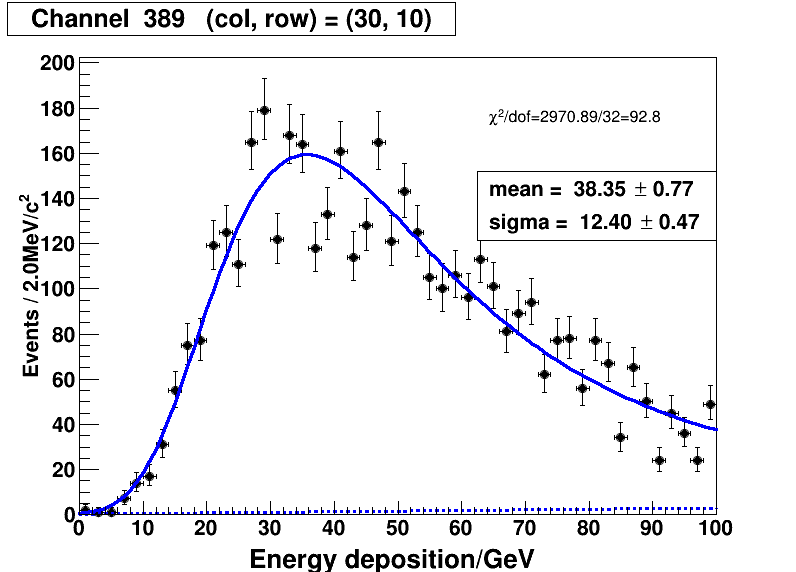 Channel 389 (col, row) = (30, 10)
χ²/dof=2970.89/32=92.8
mean = 38.35 ± 0.77
sigma = 12.40 ± 0.47
Events / 2.0MeV/c²
200
180
160
140
120
100
80
60
40
20
0
0 10 20 30 40 50 60 70 80 90 100
Energy deposition/GeV